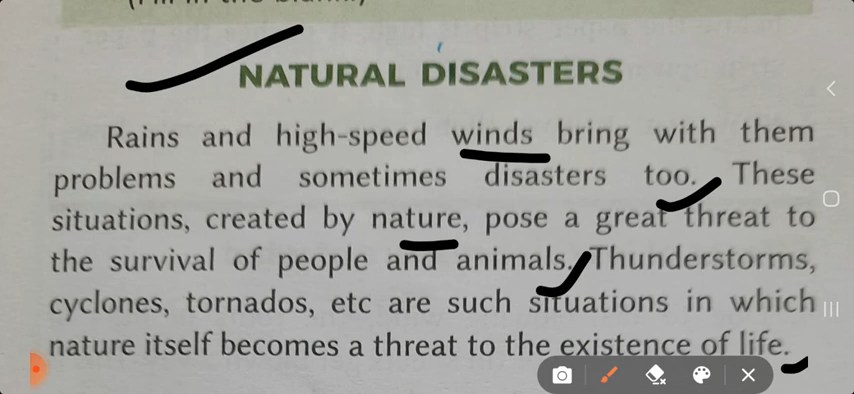 NATURAL DISASTERS
Rains and high-speed winds bring with them
problems and sometimes disasters too. These
situations, created by nature, pose a great threat to
the survival of people and animals. Thunderstorms,
cyclones, tornados, etc are such situations in which
nature itself becomes a threat to the existence of life.